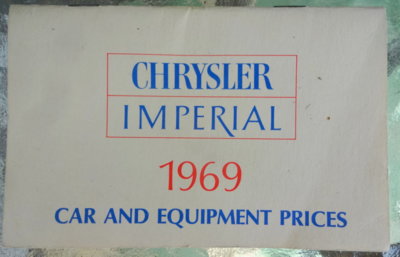 CHRYSLER
IMPERIAL
1969
CAR AND EQUIPMENT PRICES